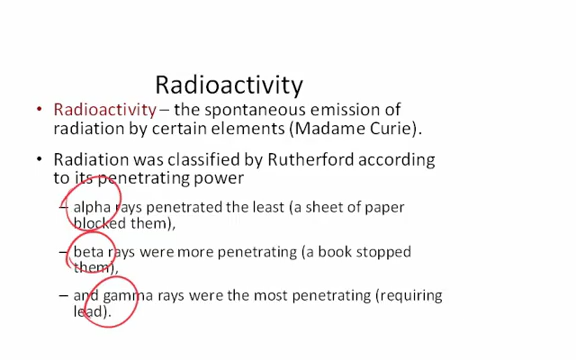 Radioactivity
• Radioactivity – the spontaneous emission of
radiation by certain elements (Madame Curie).
• Radiation was classified by Rutherford according
to its penetrating power
– alpha rays penetrated the least (a sheet of paper
blocked them),
– beta rays were more penetrating (a book stopped
them),
– and gamma rays were the most penetrating (requiring
lead).